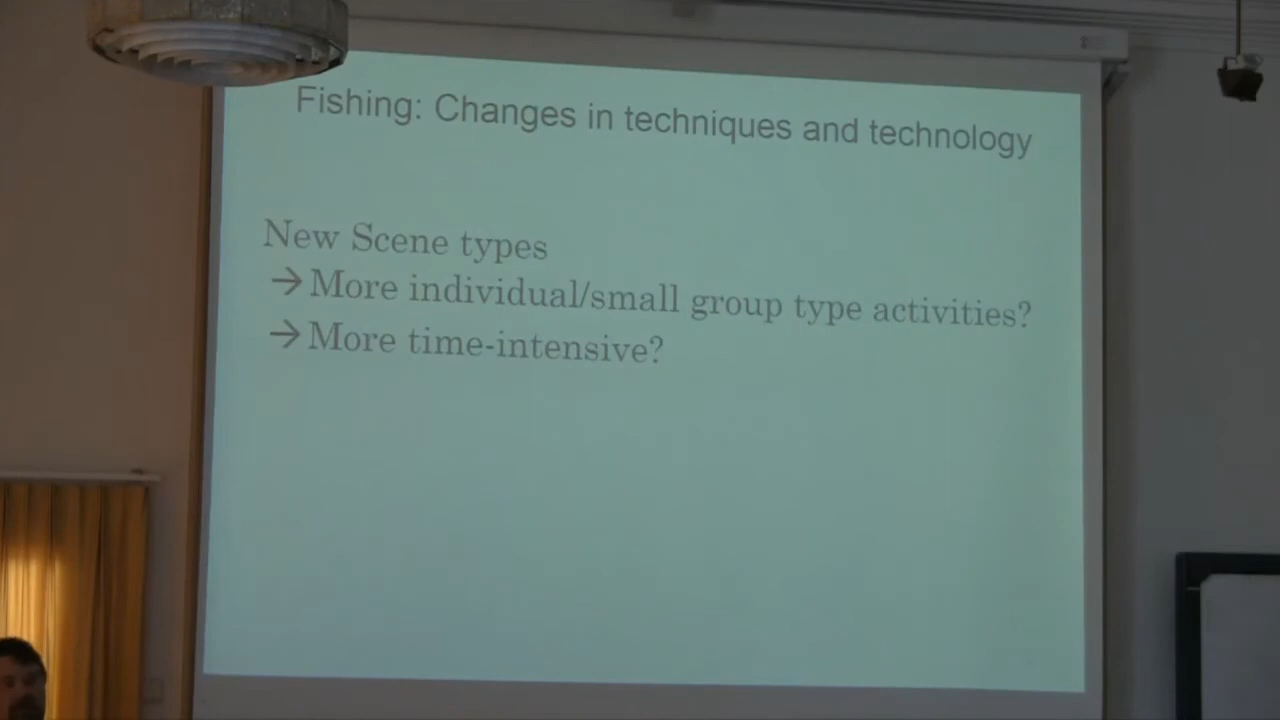 Fishing: Changes in techniques and technology
New Scene types
→More individual/small group type activities?
→More time-intensive?